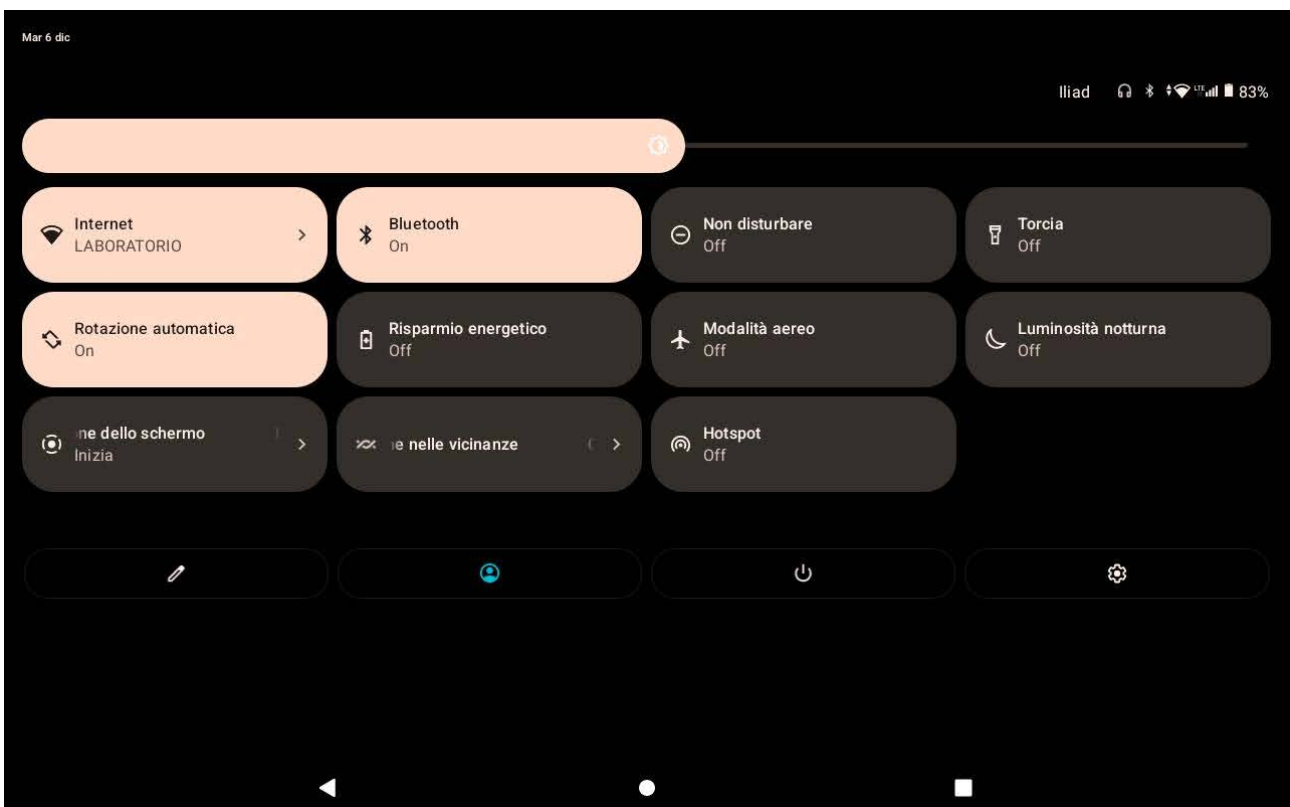 Mar 6 dic
Iliad LTE 83%
Internet
LABORATORIO
Bluetooth
On
Non disturbare
Off
Torcia
Off
Rotazione automatica
On
Risparmio energetico
Off
Modalità aereo
Off
Luminosità notturna
Off
ne dello schermo
Inizia
e nelle vicinanze
Hotspot
Off